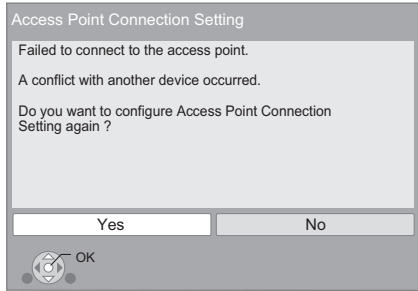 Access Point Connection Setting
Failed to connect to the access point.
A conflict with another device occurred.
Do you want to configure Access Point Connection
Setting again ?
Yes
No
OK